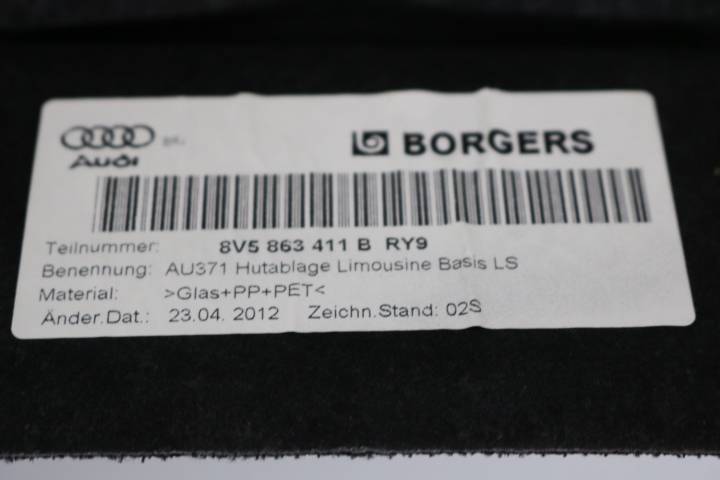 Audi BORGERS
Teilnummer: 8V5 863 411 B RY9
Benennung: AU371 Hutablage Limousine Basis LS
Material: >Glas+PP+PET<
Änder.Dat.: 23.04. 2012 Zeichn.Stand: 02S